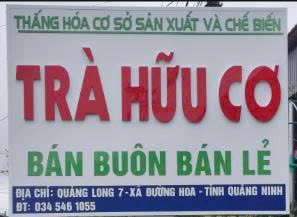 THẮNG HÓA CƠ SỞ SẢN XUẤT VÀ CHẾ BIẾN
TRÀ HỮU CƠ
BÁN BUÔN BÁN LẺ
ĐỊA CHỈ: QUẢNG LONG 7 - XÃ ĐƯỜNG HOA - TỈNH QUẢNG NINH
ĐT: 034 546 1055